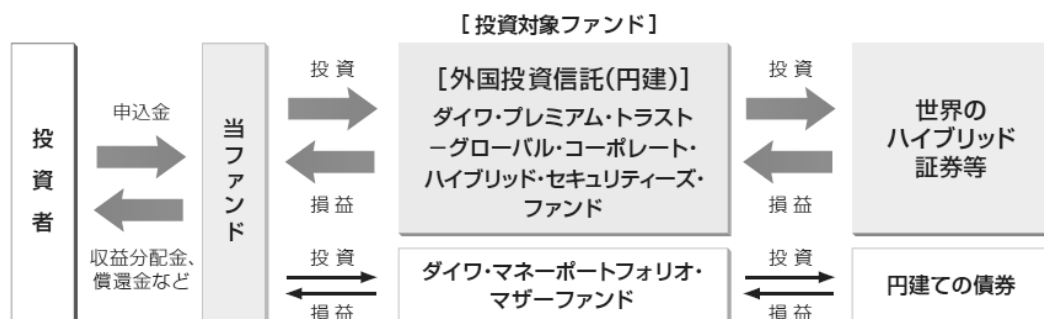 [投資対象ファンド]
投資者
申込金
収益分配金、
償還金など
当ファンド
投資
損益
[外国投資信託(円建)]
ダイワ・プレミアム・トラスト
－グローバル・コーポレート・
ハイブリッド・セキュリティーズ・
ファンド
投資
損益
世界の
ハイブリッド
証券等
投資
損益
ダイワ・マネーポートフォリオ・
マザーファンド
投資
損益
円建ての債券